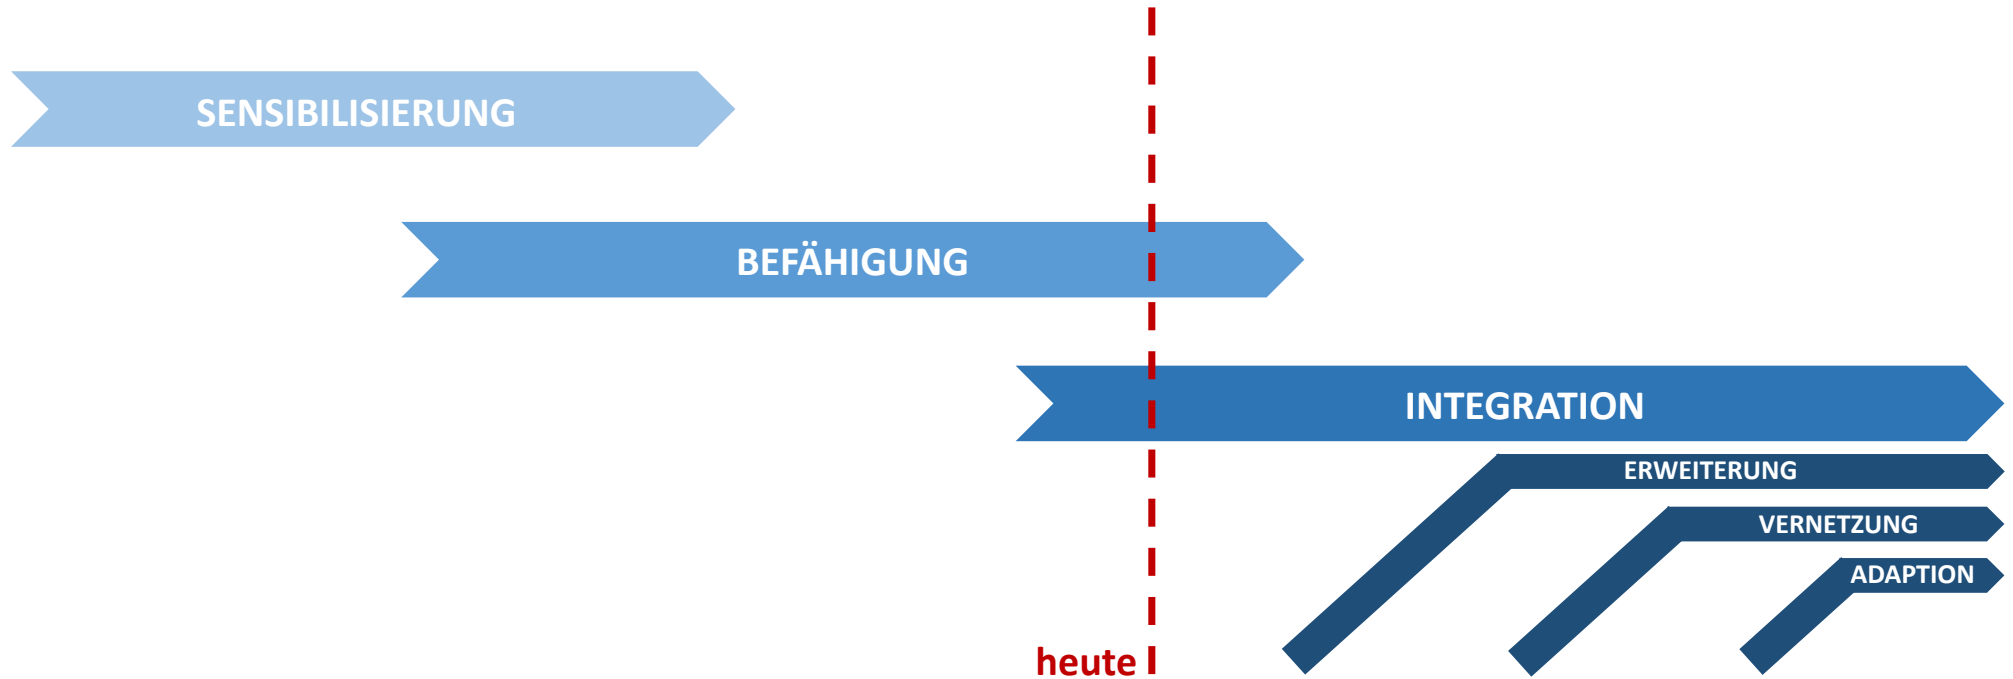 SENSIBILISIERUNG
BEFÄHIGUNG
INTEGRATION
ERWEITERUNG
VERNETZUNG
ADAPTION
heute